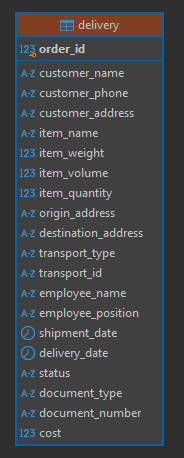 delivery
123 order_id
A-Z customer_name
A-Z customer_phone
A-Z customer_address
A-Z item_name
123 item_weight
123 item_volume
123 item_quantity
A-Z origin_address
A-Z destination_address
A-Z transport_type
A-Z transport_id
A-Z employee_name
A-Z employee_position
shipment_date
delivery_date
A-Z status
A-Z document_type
A-Z document_number
123 cost